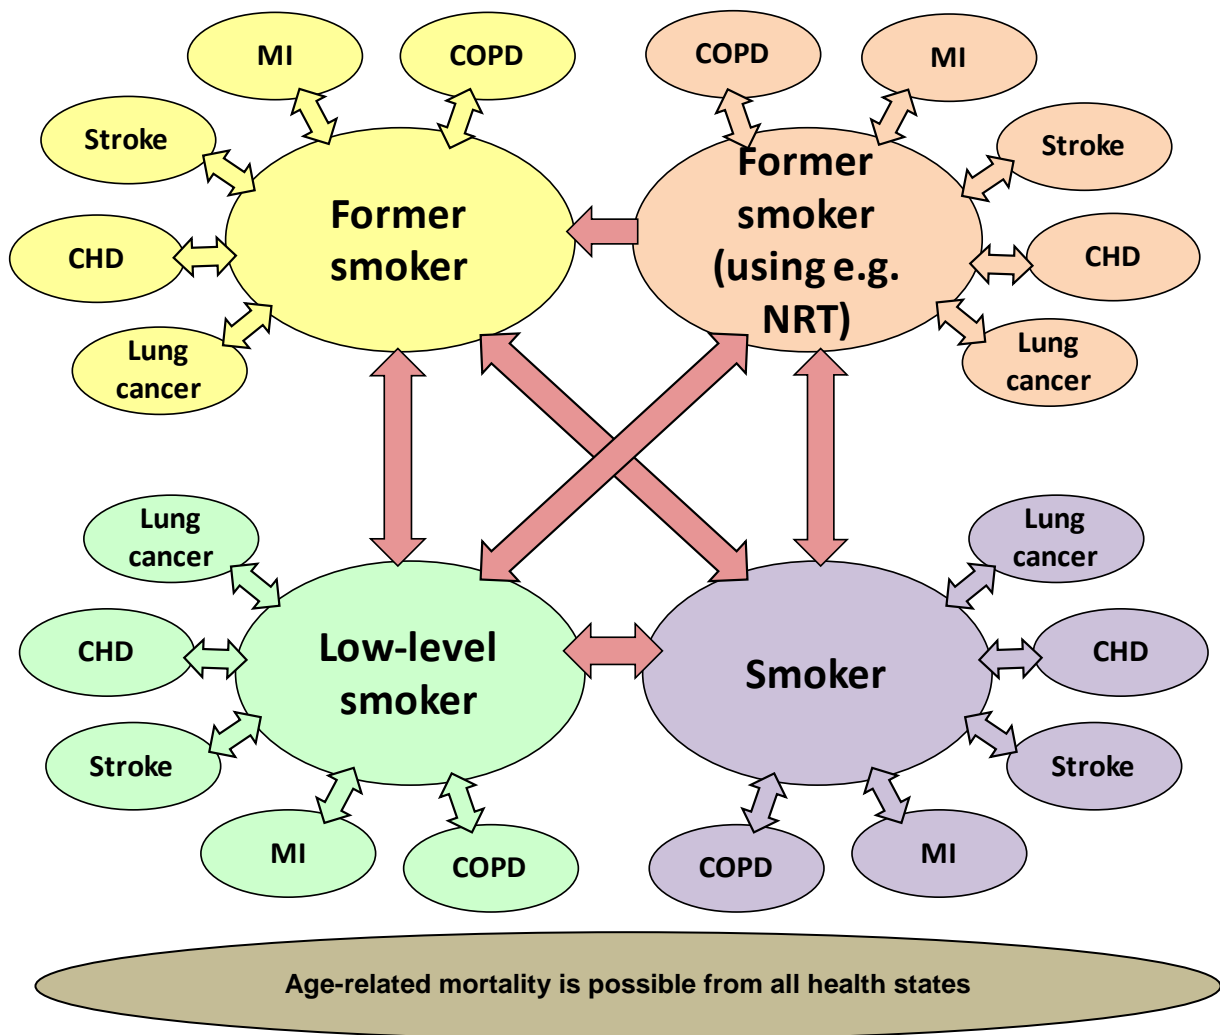 MI
COPD
Stroke
CHD
Lung
cancer
Former
smoker
COPD
MI
Stroke
CHD
Lung
cancer
Former
smoker
(using e.g.
NRT)
Lung
cancer
CHD
Stroke
MI
COPD
Low-level
smoker
Lung
cancer
CHD
Stroke
MI
COPD
Smoker
Age-related mortality is possible from all health states